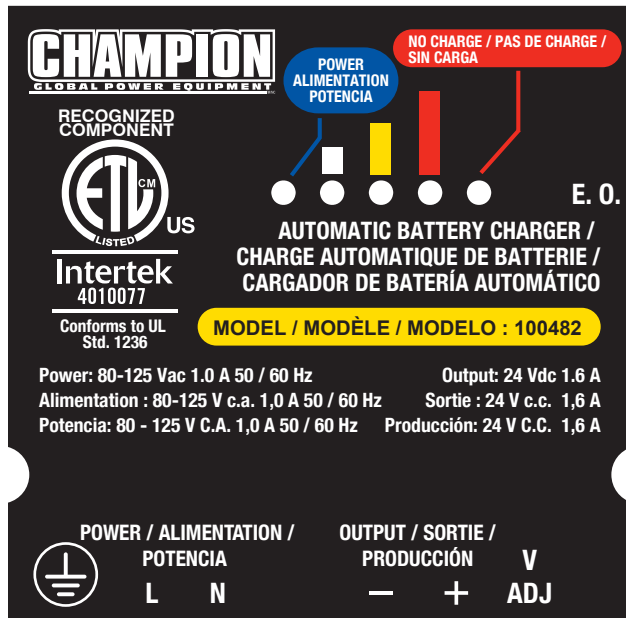 CHAMPION
GLOBAL POWER EQUIPMENT
RECOGNIZED
COMPONENT
ETL CM
LISTED
US
Intertek
4010077
Conforms to UL
Std. 1236
POWER
ALIMENTATION
POTENCIA
NO CHARGE / PAS DE CHARGE /
SIN CARGA
E. O.
AUTOMATIC BATTERY CHARGER /
CHARGE AUTOMATIQUE DE BATTERIE /
CARGADOR DE BATERÍA AUTOMÁTICO
MODEL / MODÈLE / MODELO : 100482
Power: 80-125 Vac 1.0 A 50 / 60 Hz Output: 24 Vdc 1.6 A
Alimentation : 80-125 V c.a. 1,0 A 50 / 60 Hz Sortie : 24 V c.c. 1,6 A
Potencia: 80 - 125 V C.A. 1,0 A 50 / 60 Hz Producción: 24 V C.C. 1,6 A
POWER / ALIMENTATION /
POTENCIA
L N
OUTPUT / SORTIE /
PRODUCCIÓN
– +
V
ADJ